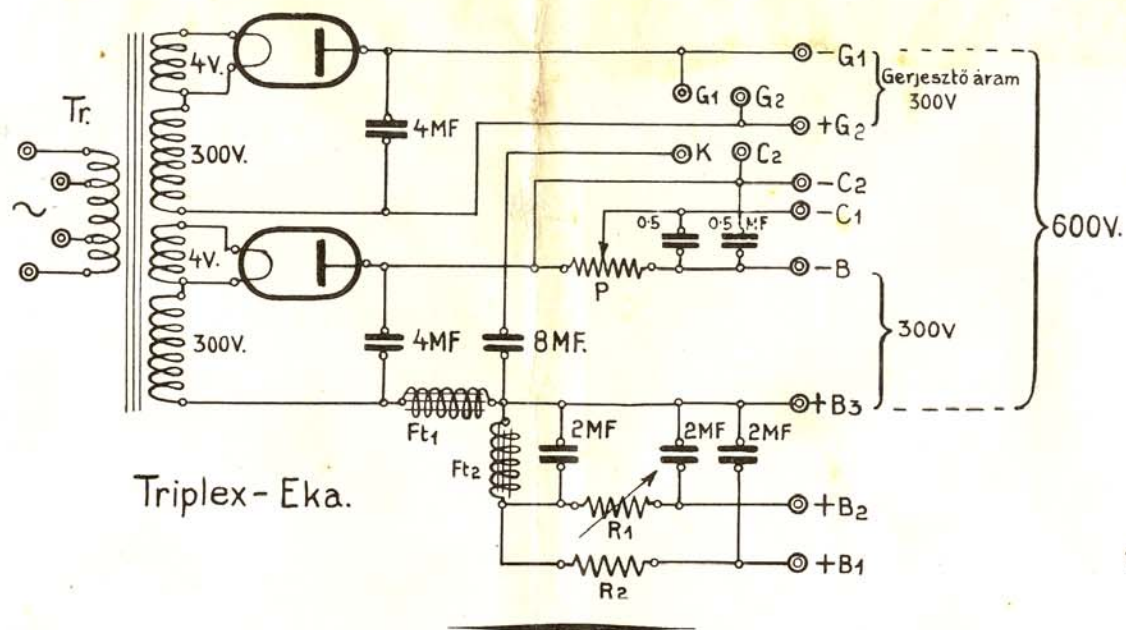 4V.
–G1
Gerjesztő áram
300V
G1
G2
Tr.
4MF
+G2
300V.
K
C2
–C2
0.5
0.5 MF
–C1
600V.
4V.
P
–B
300V
300V.
4MF
8MF.
+B3
Ft1
2MF
2MF
2MF
Ft2
Triplex-Eka.
R1
+B2
R2
+B1